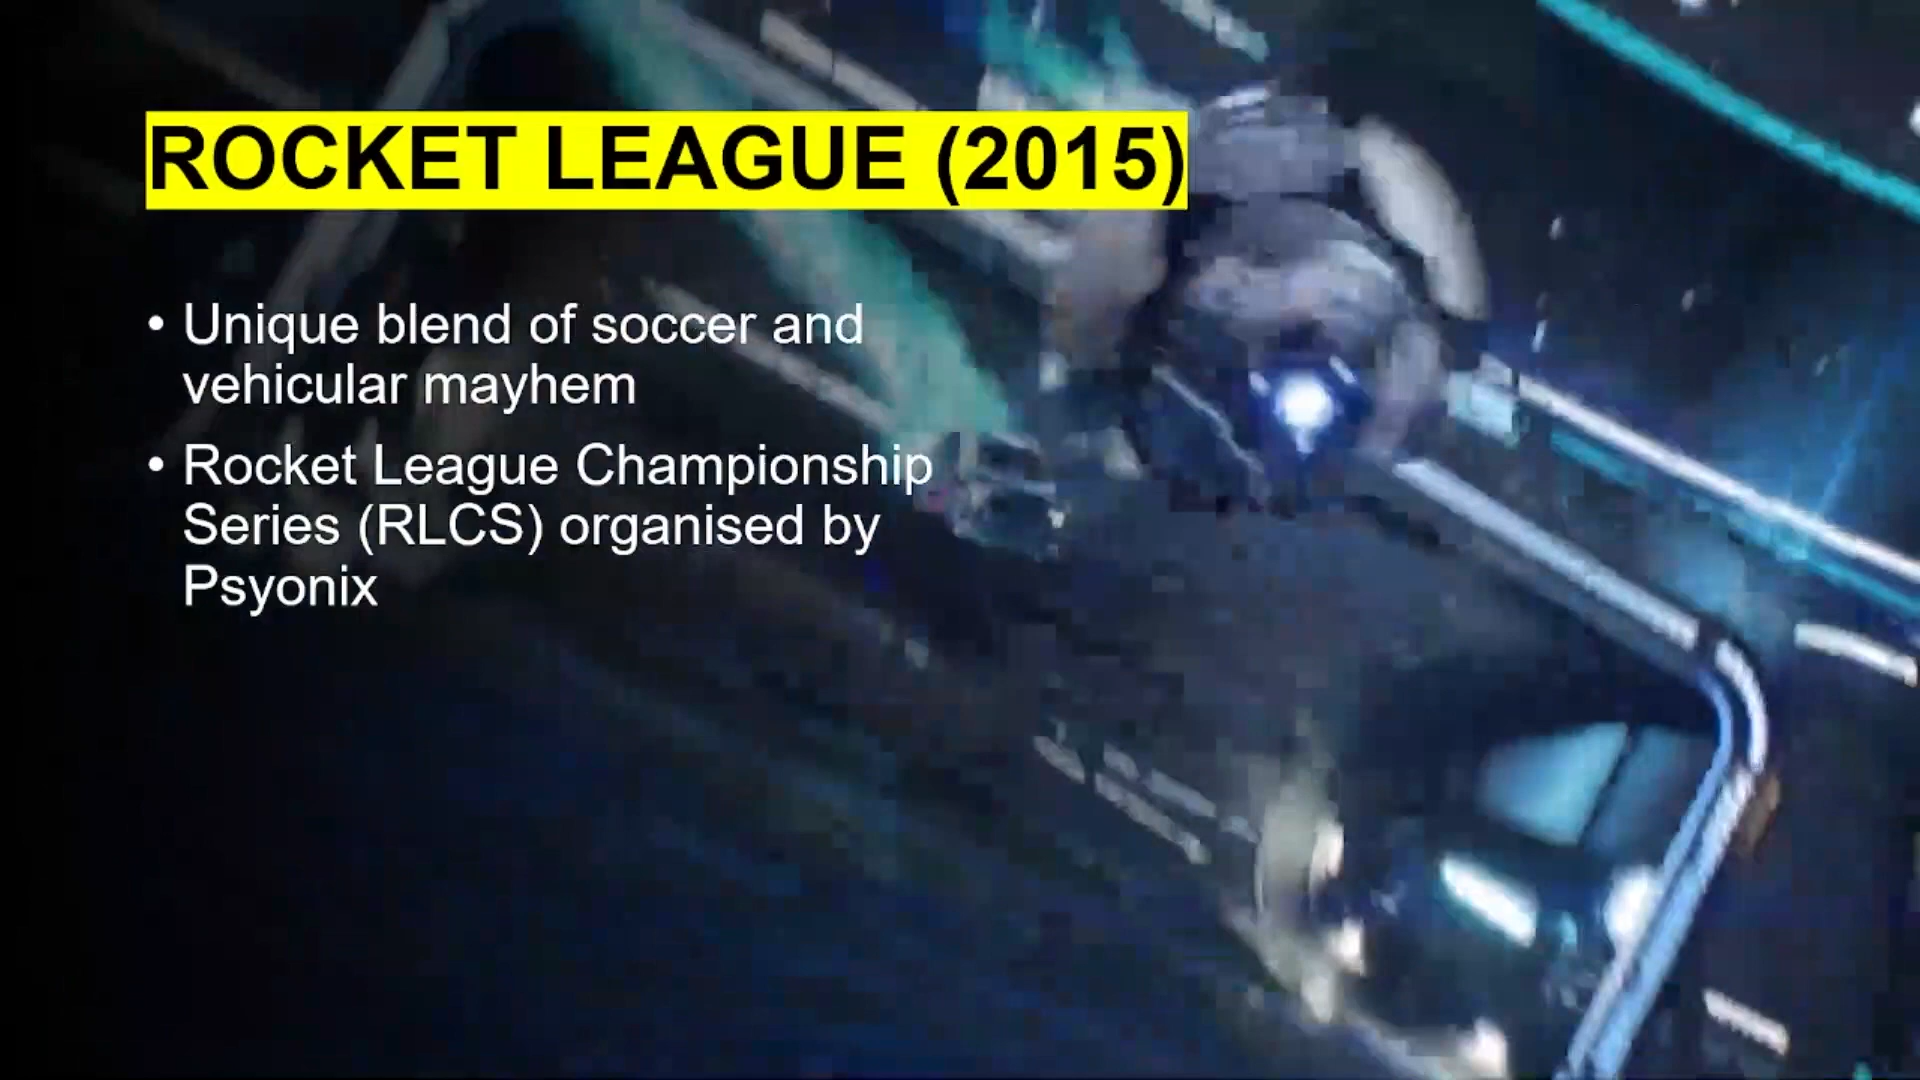 ROCKET LEAGUE (2015)
• Unique blend of soccer and
vehicular mayhem
• Rocket League Championship
Series (RLCS) organised by
Psyonix